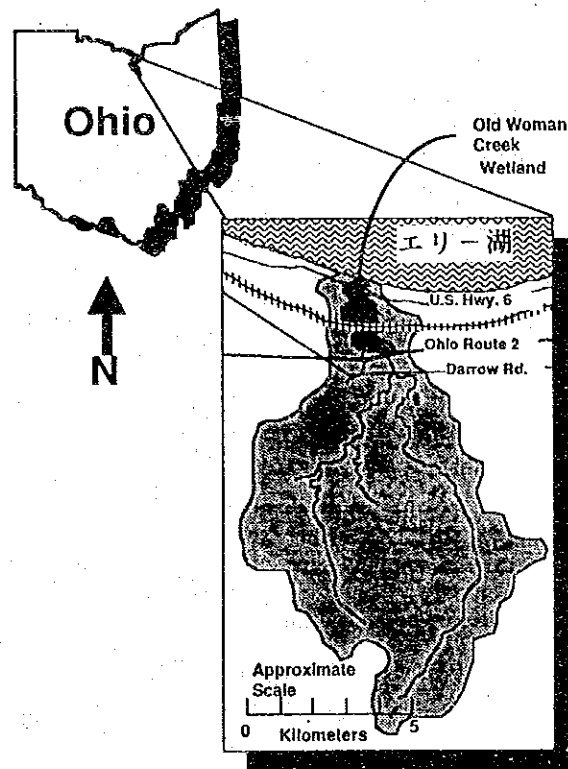 Ohio
Old Woman
Creek
Wetland
エリー湖
U.S. Hwy. 6
Ohio Route 2
Darrow Rd.
N
Approximate
Scale
0 5
Kilometers